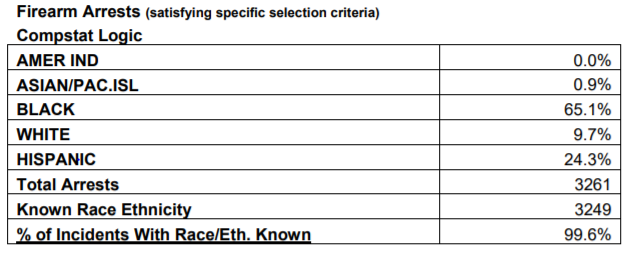 Firearm Arrests (satisfying specific selection criteria)
Compstat Logic
AMER IND 0.0%
ASIAN/PAC.ISL 0.9%
BLACK 65.1%
WHITE 9.7%
HISPANIC 24.3%
Total Arrests 3261
Known Race Ethnicity 3249
% of Incidents With Race/Eth. Known 99.6%